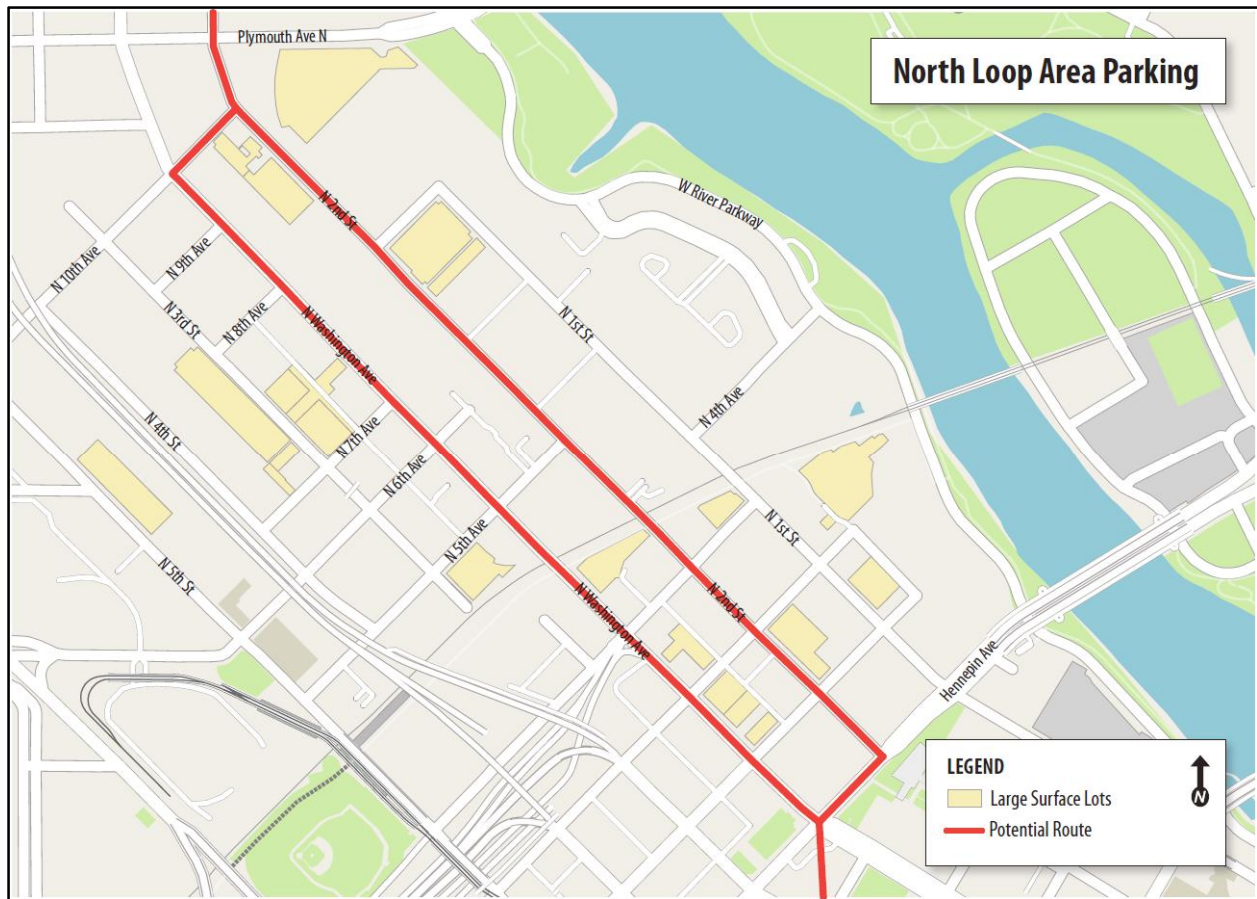 Plymouth Ave N
North Loop Area Parking
W River Parkway
N 2nd St
N 10th Ave
N 9th Ave
N 3rd St
N 8th Ave
N Washington Ave
N 1st St
N 4th Ave
N 4th St
N 7th Ave
N 6th Ave
N 5th Ave
N 1st St
N 5th St
N 2nd St
N Washington Ave
Hennepin Ave
LEGEND
Large Surface Lots
Potential Route
N